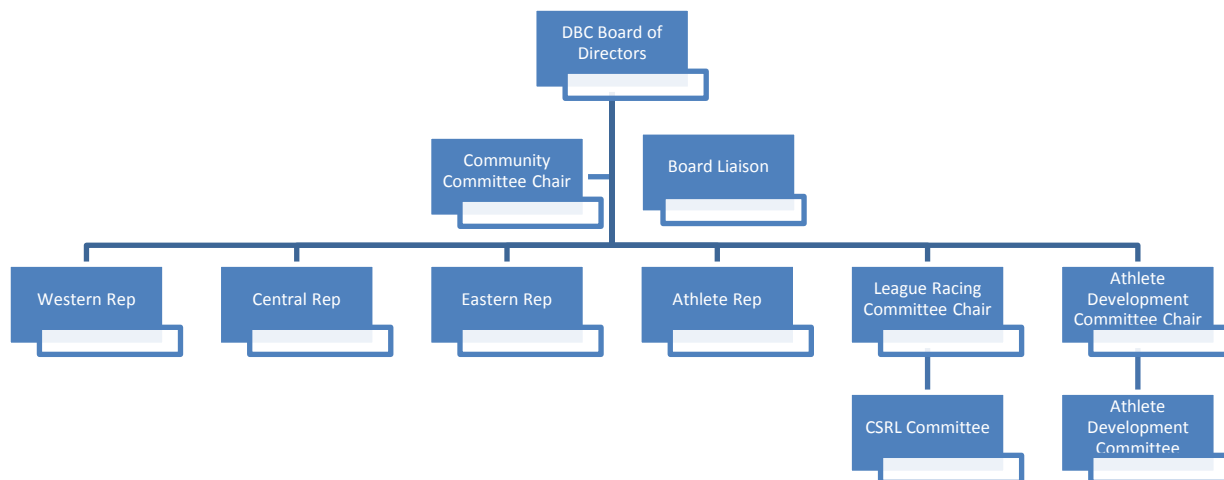 DBC Board of
Directors
Community
Committee Chair
Board Liaison
Western Rep
Central Rep
Eastern Rep
Athlete Rep
League Racing
Committee Chair
Athlete
Development
Committee Chair
CSRL Committee
Athlete
Development
Committee